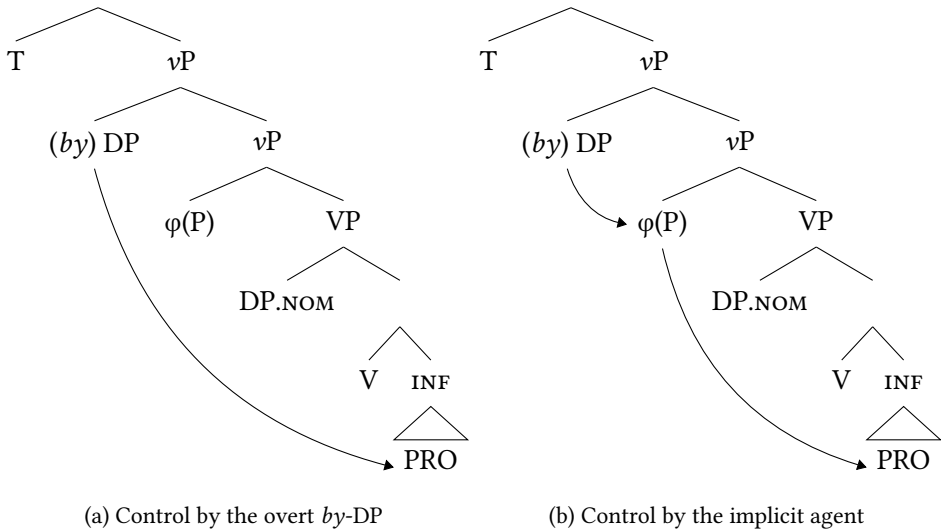 T vP T vP
(by) DP vP (by) DP vP
φ(P) VP φ(P) VP
DP.NOM DP.NOM
V INF V INF
PRO PRO
(a) Control by the overt by-DP (b) Control by the implicit agent